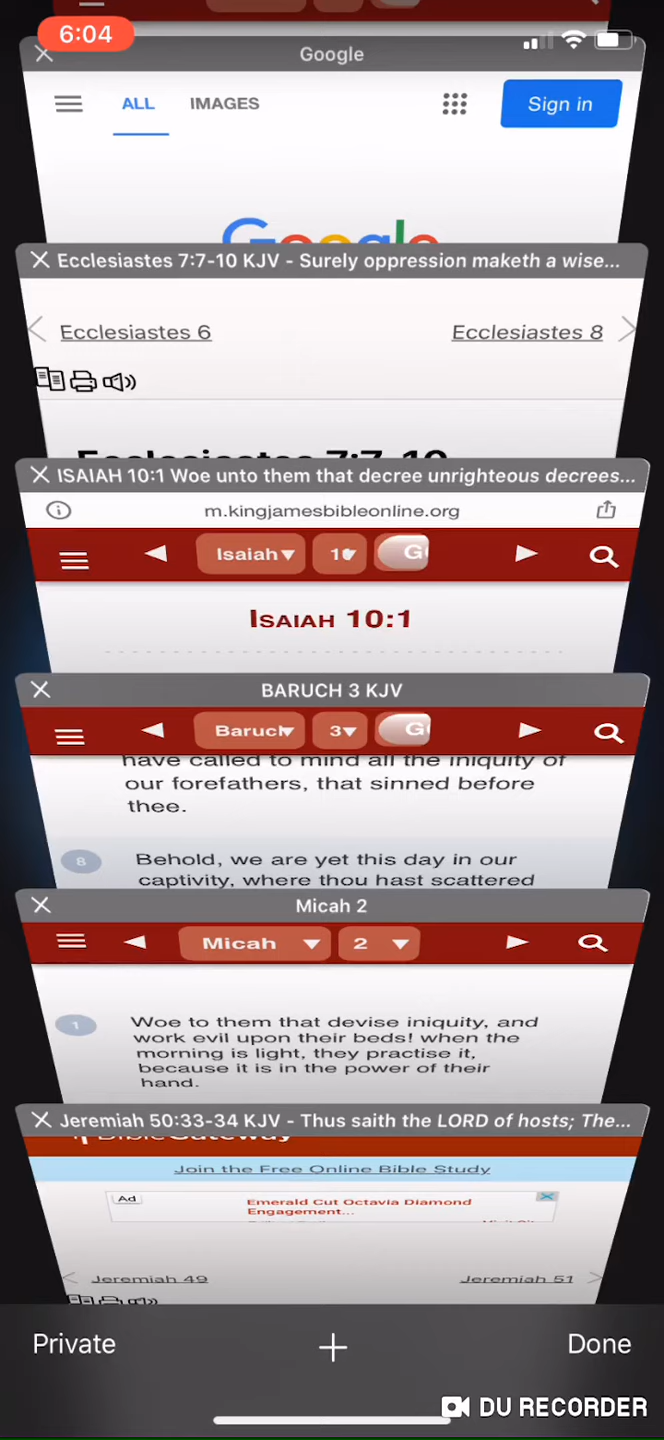 6:04
Google
ALL IMAGES Sign in
Google
Ecclesiastes 7:7-10 KJV - Surely oppression maketh a wise...
Ecclesiastes 6 Ecclesiastes 8
Ecclesiastes 7:7-10
ISAIAH 10:1 Woe unto them that decree unrighteous decrees...
m.kingjamesbibleonline.org
Isaiah
ISAIAH 10:1
BARUCH 3 KJV
Baruch 3
have called to mind all the iniquity of
our forefathers, that sinned before
thee.
8 Behold, we are yet this day in our
captivity, where thou hast scattered
Micah 2
Micah 2
1 Woe to them that devise iniquity, and
work evil upon their beds! when the
morning is light, they practise it,
because it is in the power of their
hand.
Jeremiah 50:33-34 KJV - Thus saith the LORD of hosts; The...
BibleGateway
Join the Free Online Bible Study
Ad Emerald Cut Octavia Diamond
Engagement...
Jeremiah 49 Jeremiah 51
Private + Done
DU RECORDER